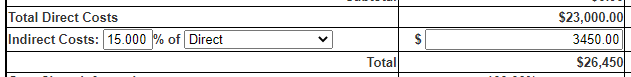 Total Direct Costs $23,000.00
Indirect Costs: 15.000 % of Direct $ 3450.00
Total $26,450